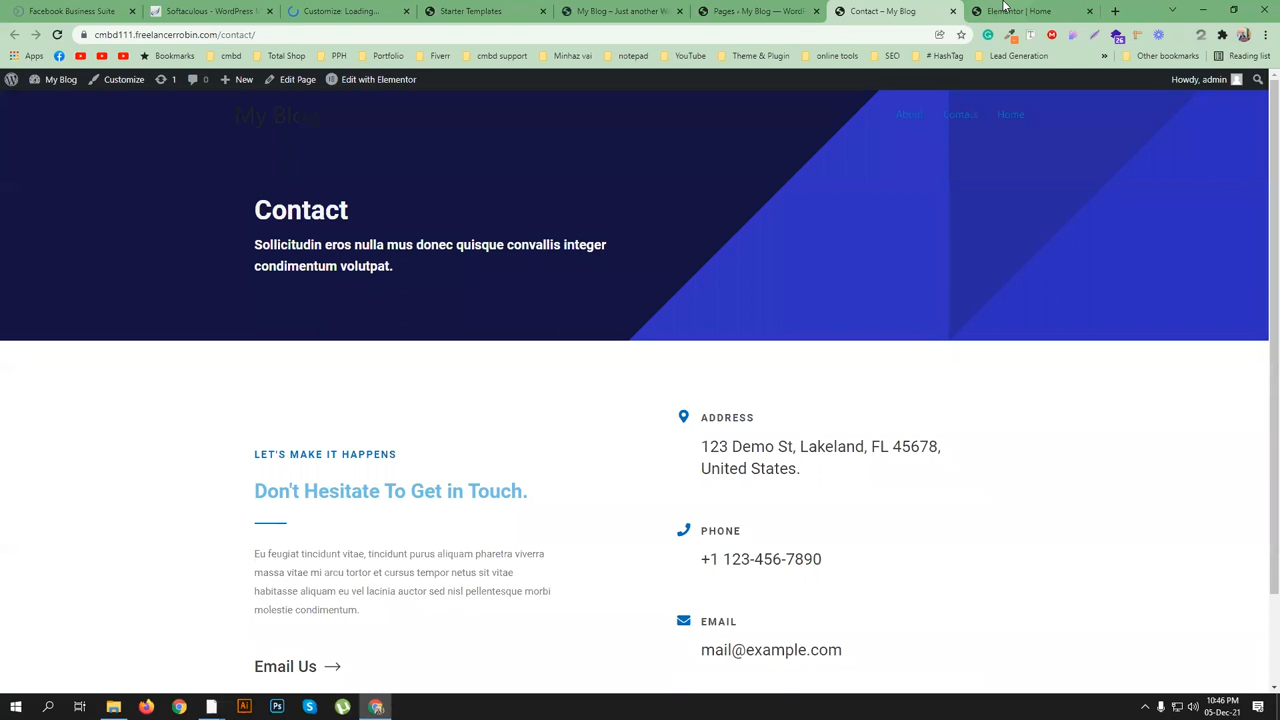 Facebook
Softaculous - WordPress
Customize: Loading...
Starter Templates
My Blog – Just another W
Pages ‹ My Blog — WordP
Contact – My Blog
Elementor | Home
cmbd111.freelancerrobin.com/contact/
Apps
Bookmarks
cmbd
Total Shop
PPH
Portfolio
Fiverr
cmbd support
Minhaz vai
notepad
YouTube
Theme & Plugin
online tools
SEO
# HashTag
Lead Generation
»
Other bookmarks
Reading list
My Blog
Customize
1
0
New
Edit Page
Edit with Elementor
Howdy, admin
My Blog
About
Contact
Home
Contact
Sollicitudin eros nulla mus donec quisque convallis integer
condimentum volutpat.
LET'S MAKE IT HAPPENS
Don't Hesitate To Get in Touch.
Eu feugiat tincidunt vitae, tincidunt purus aliquam pharetra viverra
massa vitae mi arcu tortor et cursus tempor netus sit vitae
habitasse aliquam eu vel lacinia auctor sed nisl pellentesque morbi
molestie condimentum.
Email Us
ADDRESS
123 Demo St, Lakeland, FL 45678,
United States.
PHONE
+1 123-456-7890
EMAIL
mail@example.com
10:46 PM
05-Dec-21